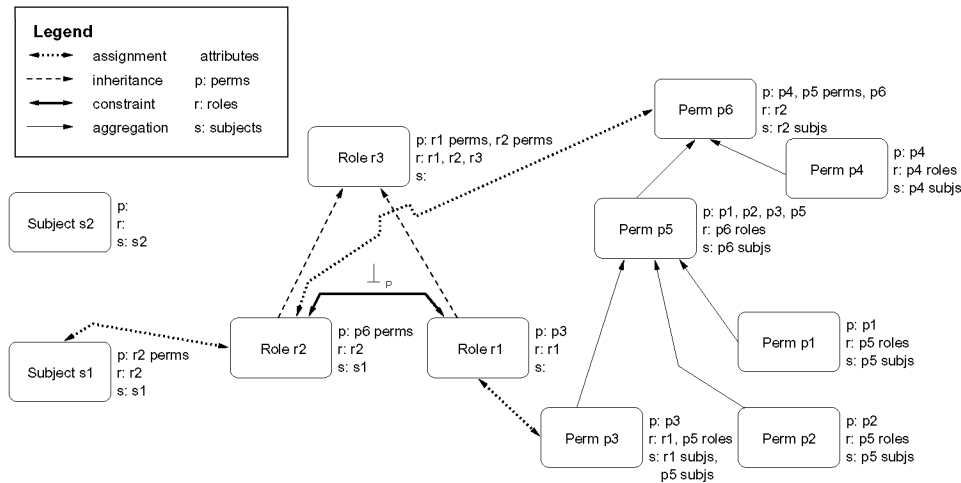 Legend
assignment attributes
inheritance p: perms
constraint r: roles
aggregation s: subjects
Role r3
p: r1 perms, r2 perms
r: r1, r2, r3
s:
Perm p6
p: p4, p5 perms, p6
r: r2
s: r2 subjs
Perm p4
p: p4
r: p4 roles
s: p4 subjs
Subject s2
p:
r:
s: s2
Perm p5
p: p1, p2, p3, p5
r: p6 roles
s: p6 subjs
⊥ P
Subject s1
p: r2 perms
r: r2
s: s1
Role r2
p: p6 perms
r: r2
s: s1
Role r1
p: p3
r: r1
s:
Perm p1
p: p1
r: p5 roles
s: p5 subjs
Perm p3
p: p3
r: r1, p5 roles
s: r1 subjs,
p5 subjs
Perm p2
p: p2
r: p5 roles
s: p5 subjs